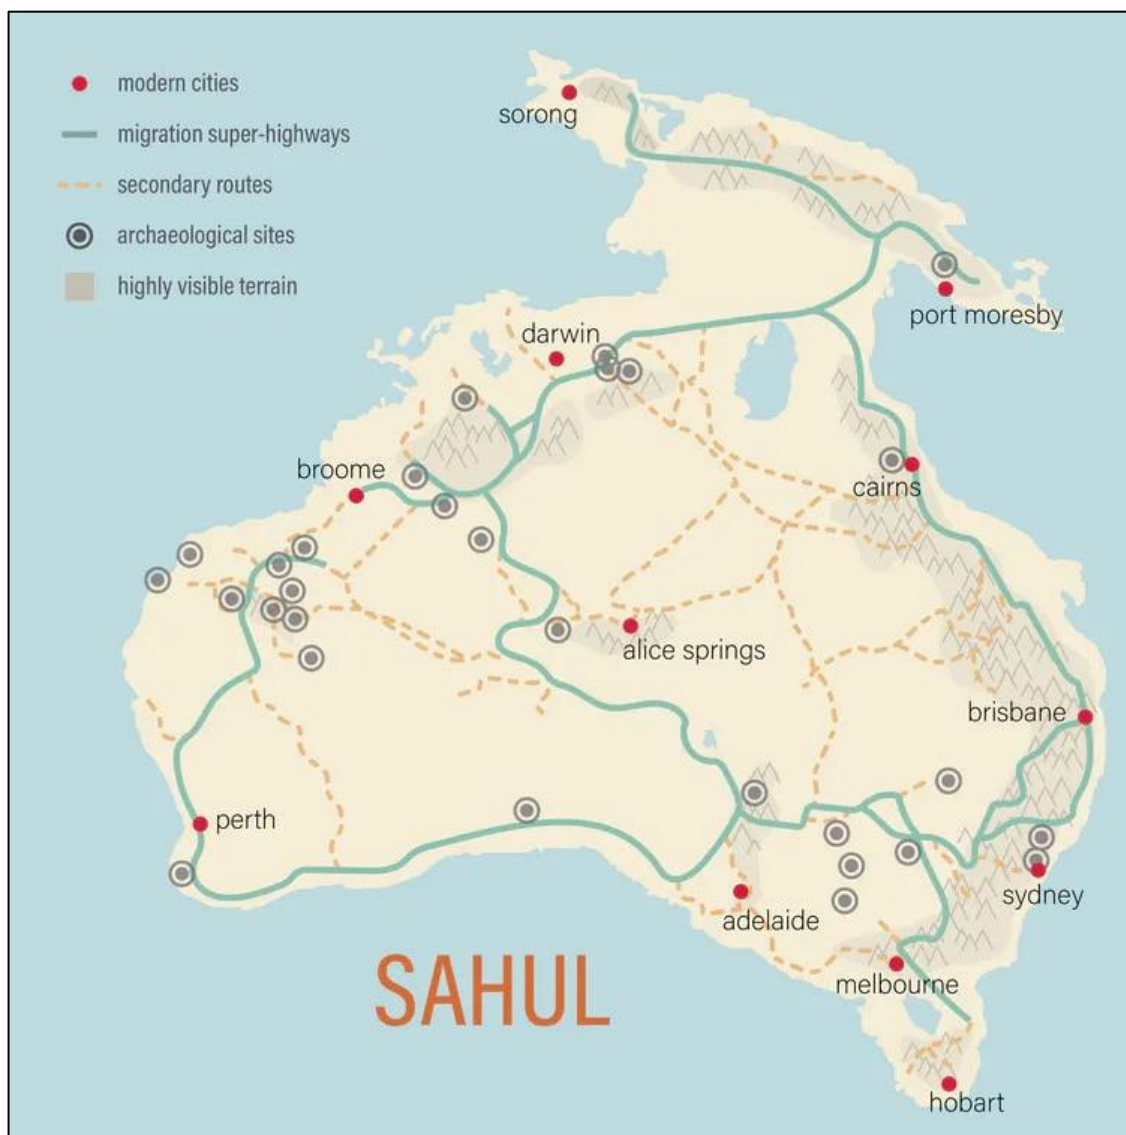 modern cities
migration super-highways
secondary routes
archaeological sites
highly visible terrain
sorong
port moresby
darwin
broome
cairns
alice springs
brisbane
perth
sydney
adelaide
melbourne
SAHUL
hobart